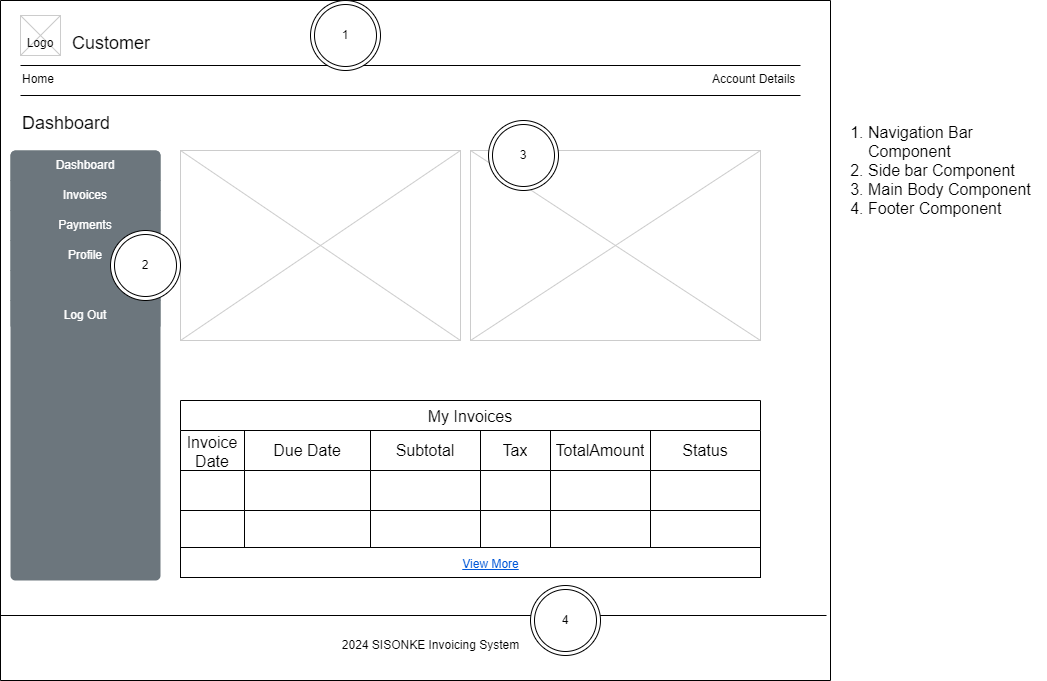 1
Logo
Customer
Home
Account Details
Dashboard
3
Dashboard
Invoices
Payments
Profile
2
Log Out
1. Navigation Bar
Component
2. Side bar Component
3. Main Body Component
4. Footer Component
My Invoices
Invoice
Date
Due Date
Subtotal
Tax
TotalAmount
Status
View More
4
2024 SISONKE Invoicing System